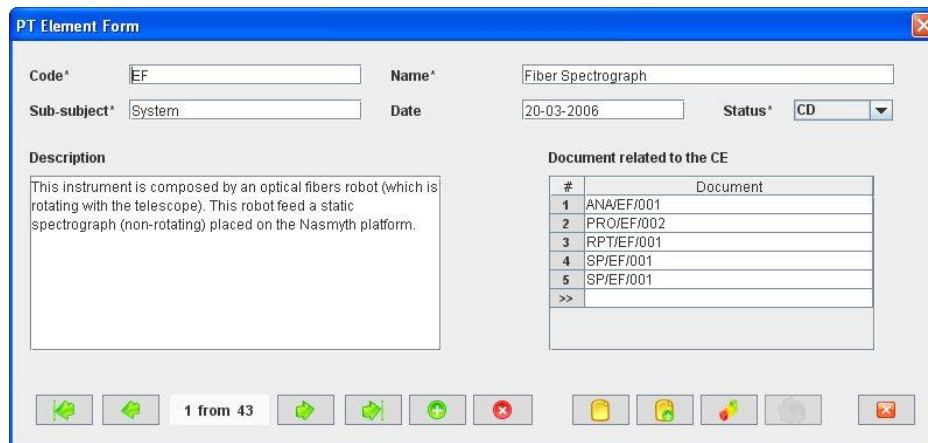 PT Element Form
Code* EF Name* Fiber Spectrograph
Sub-subject* System Date 20-03-2006 Status* CD
Description Document related to the CE
This instrument is composed by an optical fibers robot (which is
rotating with the telescope). This robot feed a static
spectrograph (non-rotating) placed on the Nasmyth platform.
# Document
1 ANA/EF/001
2 PRO/EF/002
3 RPT/EF/001
4 SP/EF/001
5 SP/EF/001
>>
1 from 43